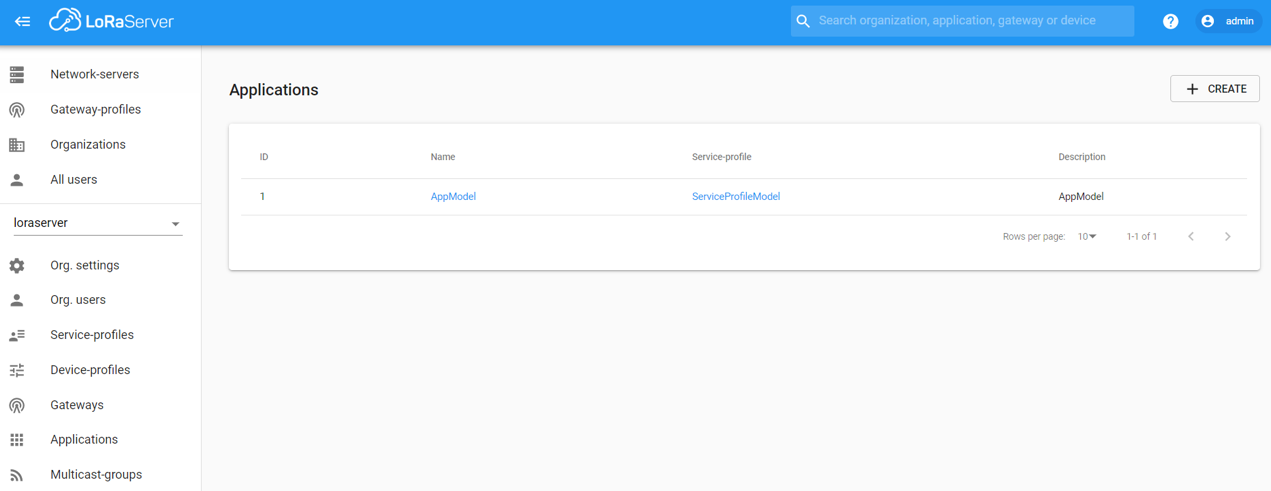 LoRaServer
Search organization, application, gateway or device
admin
Network-servers
Gateway-profiles
Organizations
All users
loraserver
Org. settings
Org. users
Service-profiles
Device-profiles
Gateways
Applications
Multicast-groups
Applications
CREATE
ID Name Service-profile Description
1 AppModel ServiceProfileModel AppModel
Rows per page: 10 1-1 of 1